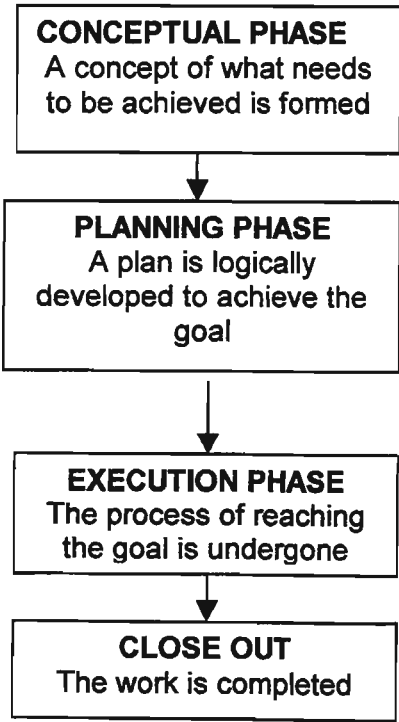 CONCEPTUAL PHASE
A concept of what needs
to be achieved is formed
PLANNING PHASE
A plan is logically
developed to achieve the
goal
EXECUTION PHASE
The process of reaching
the goal is undergone
CLOSE OUT
The work is completed